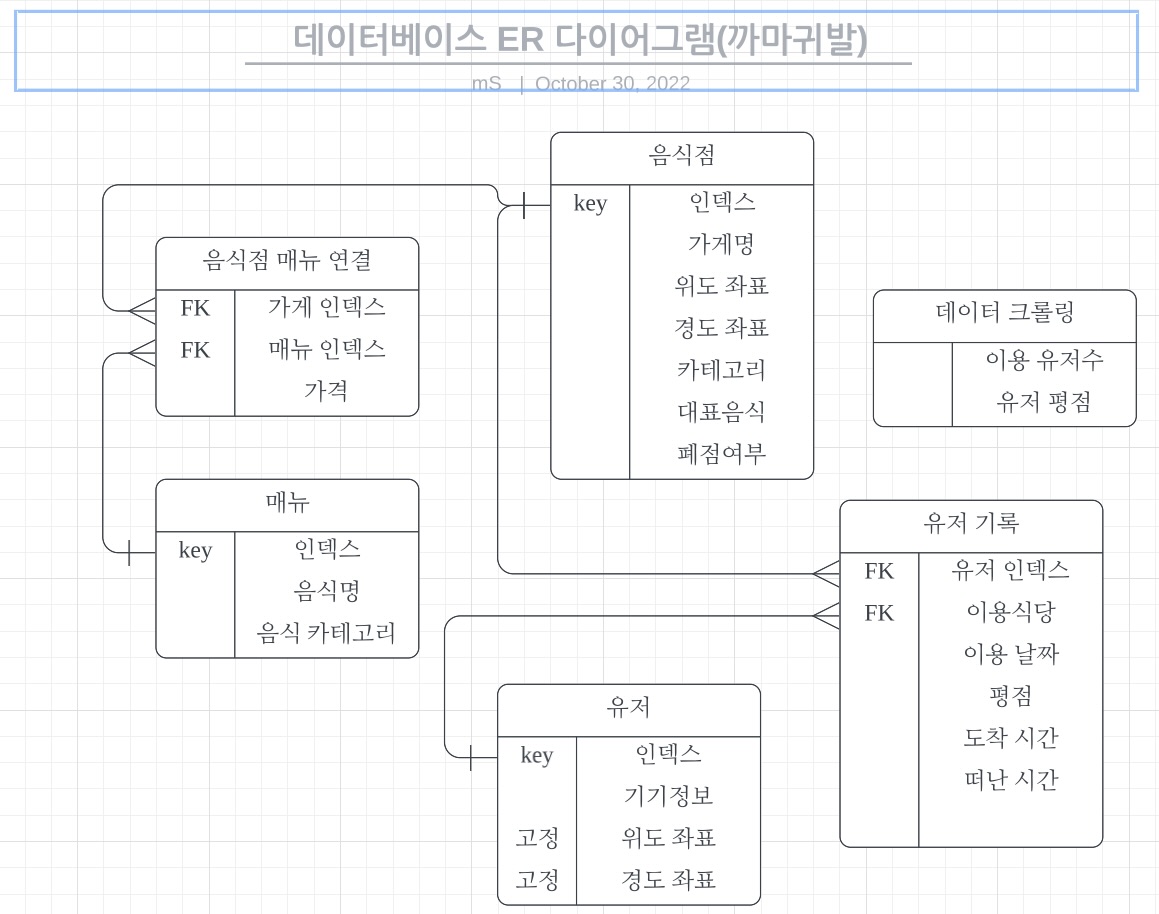 데이터베이스 ER 다이어그램(까마귀발)
mS | October 30, 2022
음식점
key 인덱스
가게명
위도 좌표
경도 좌표
카테고리
대표음식
폐점여부
음식점 매뉴 연결
FK 가게 인덱스
FK 매뉴 인덱스
가격
데이터 크롤링
이용 유저수
유저 평점
매뉴
key 인덱스
음식명
음식 카테고리
유저 기록
FK 유저 인덱스
FK 이용식당
이용 날짜
평점
도착 시간
떠난 시간
유저
key 인덱스
기기정보
고정 위도 좌표
고정 경도 좌표